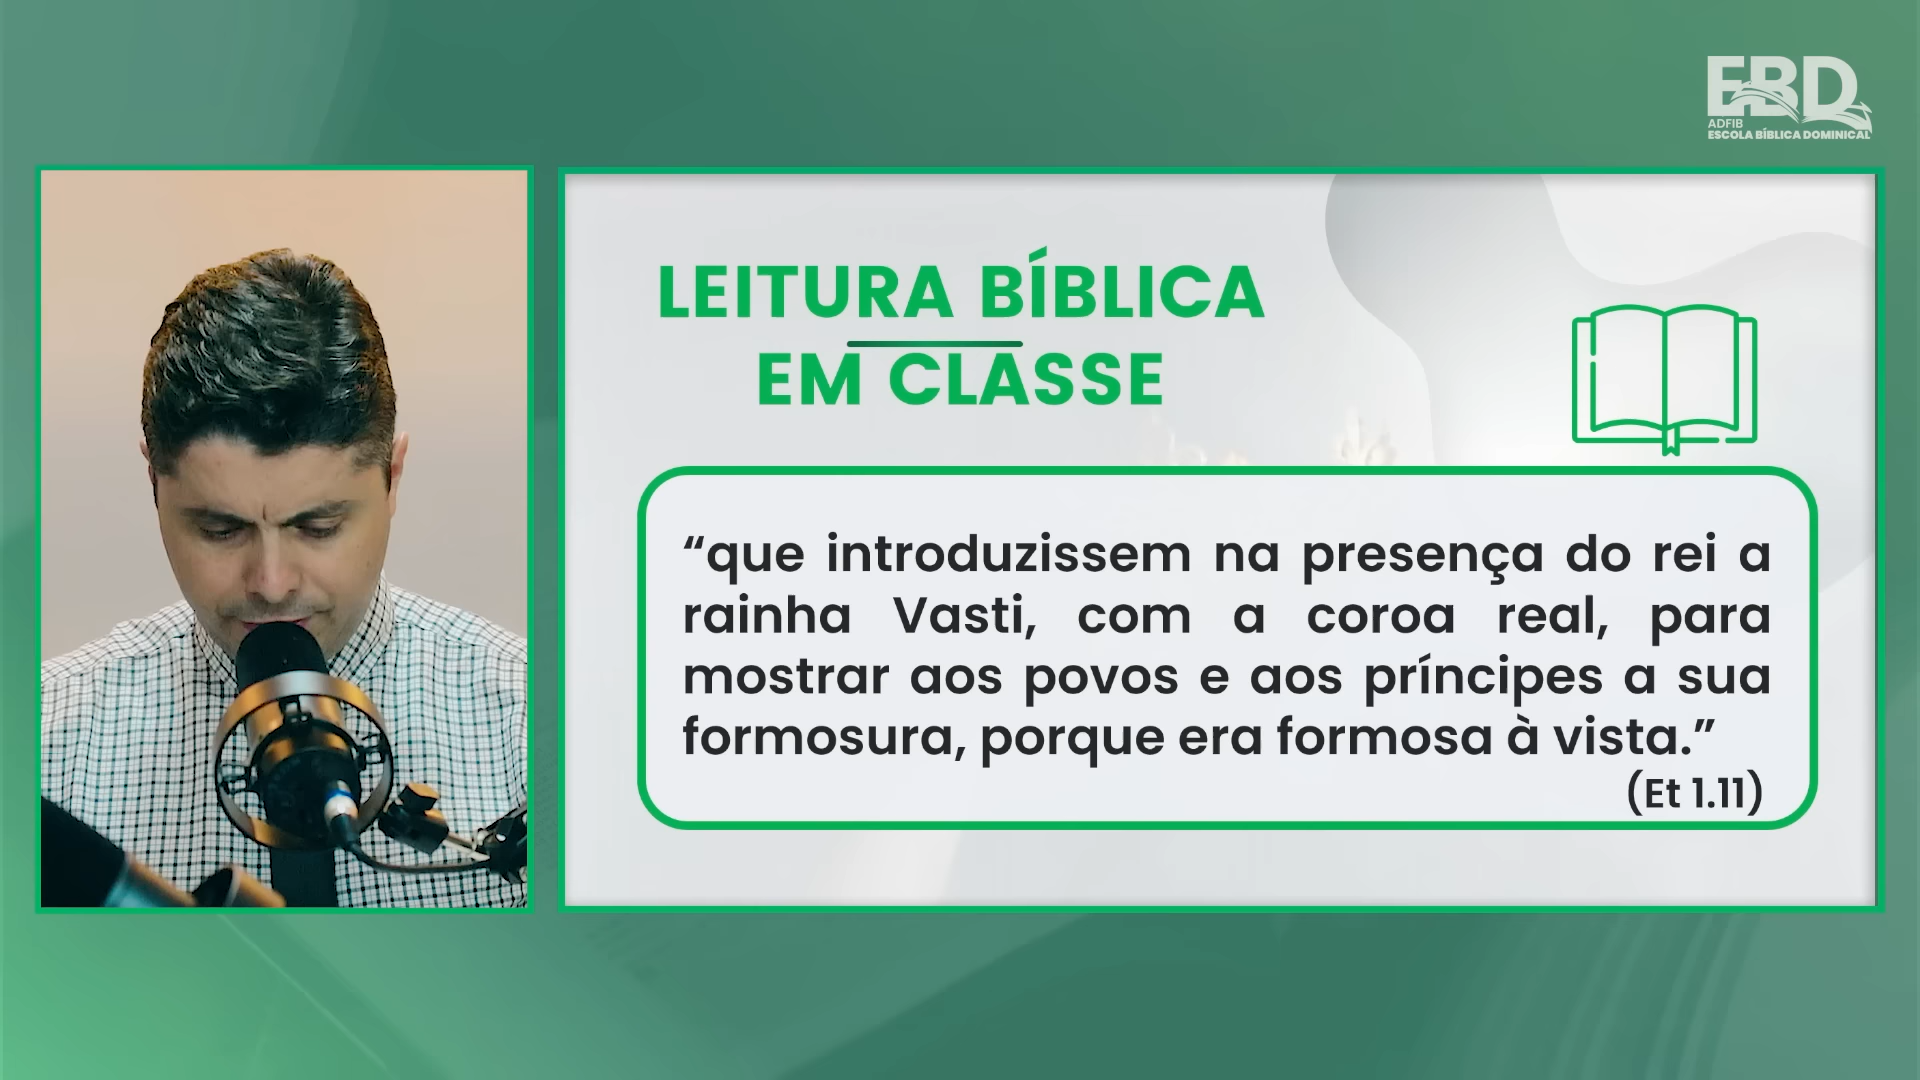 EBD
ADFIB
ESCOLA BÍBLICA DOMINICAL
LEITURA BÍBLICA
EM CLASSE
“que introduzissem na presença do rei a
rainha Vasti, com a coroa real, para
mostrar aos povos e aos príncipes a sua
formosura, porque era formosa à vista.”
(Et 1.11)